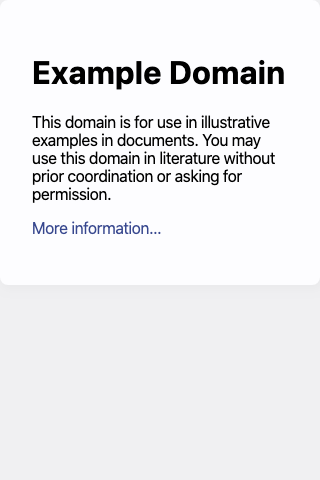 Example Domain
This domain is for use in illustrative
examples in documents. You may
use this domain in literature without
prior coordination or asking for
permission.
More information...